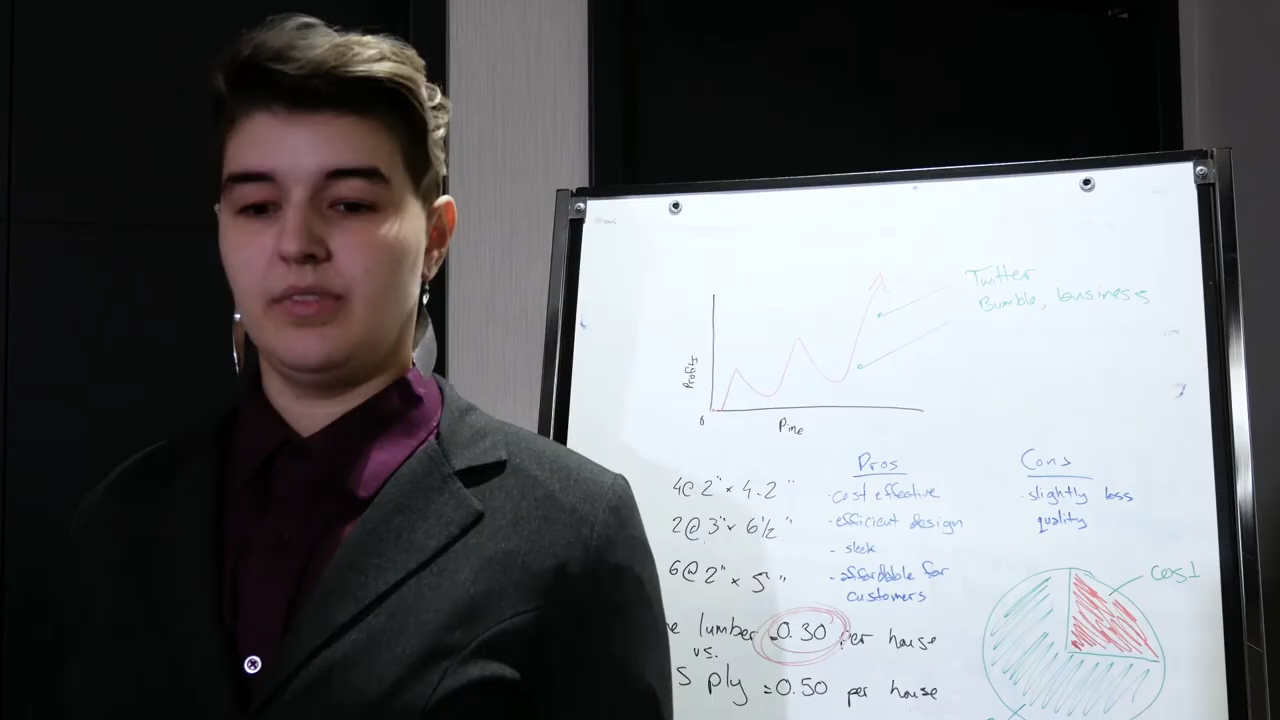 Twitter
Bumble, business
Profits
0
Pine
4@ 2" x 4.2"
2@ 3" x 6 1/2"
6@ 2" x 5"
Pros
- cost effective
- efficient design
- sleek
- affordable for
customers
Cons
- slightly less
quality
cost
lumber =0.30 Per house
vs.
ply =0.50 per house